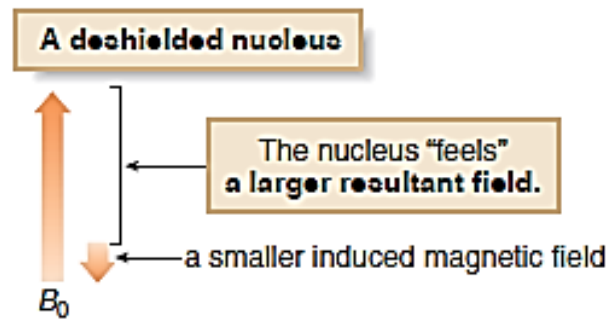 A deshielded nucleus
The nucleus “feels”
a larger resultant field.
a smaller induced magnetic field
B₀